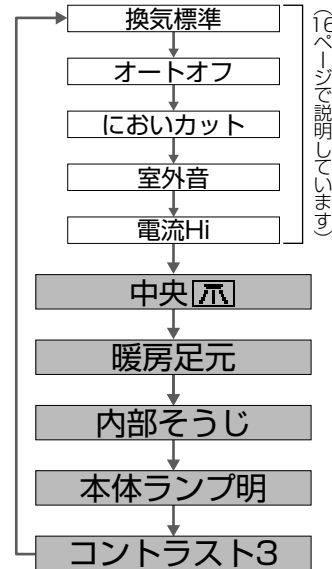 換気標準
オートオフ
においカット
室外音
電流Hi
(16ページで説明しています)
中央
暖房足元
内部そうじ
本体ランプ明
コントラスト3